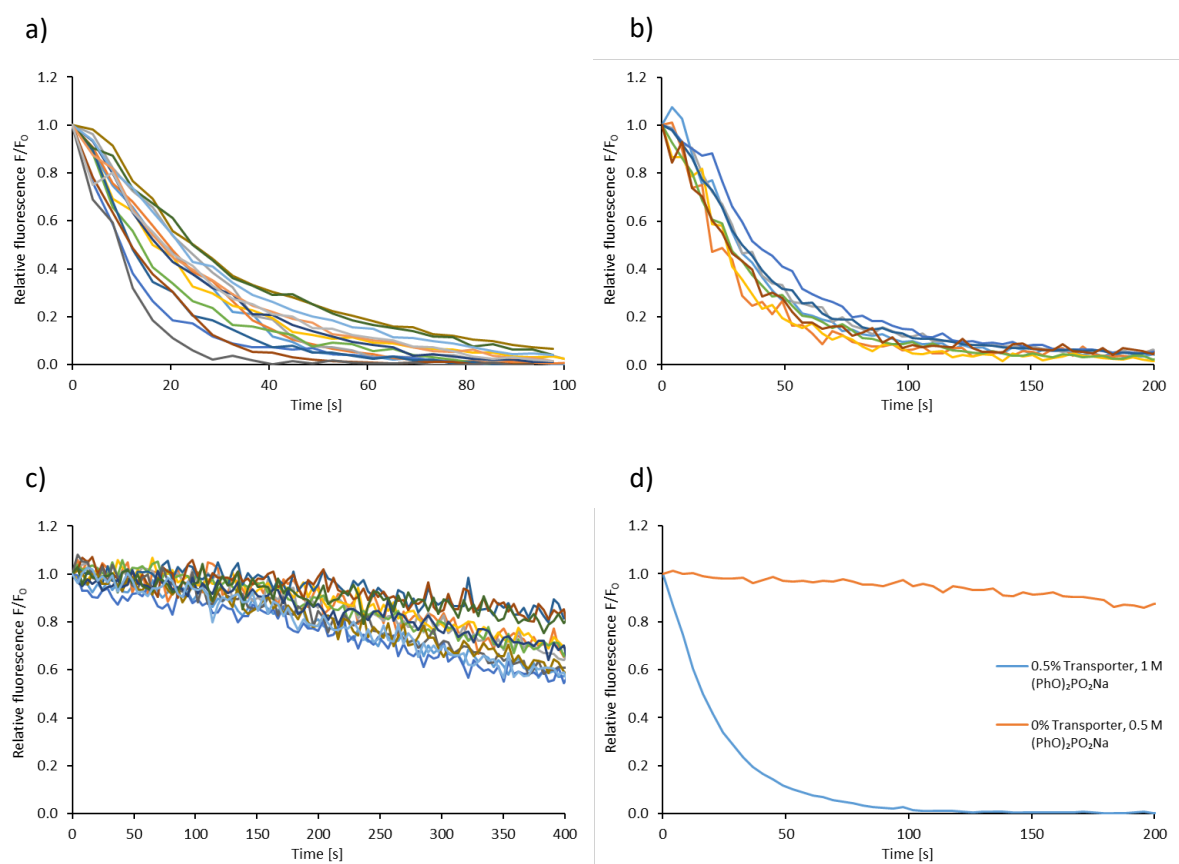 a)
1.2
1.0
0.8
0.6
0.4
0.2
0.0
Relative fluorescence F/F₀
0 20 40 60 80 100
Time [s]
b)
1.2
1.0
0.8
0.6
0.4
0.2
0.0
Relative fluorescence F/F₀
0 50 100 150 200
Time [s]
c)
1.2
1.0
0.8
0.6
0.4
0.2
0.0
Relative fluorescence F/F₀
0 50 100 150 200 250 300 350 400
Time [s]
d)
1.2
1.0
0.8
0.6
0.4
0.2
0.0
Relative fluorescence F/F₀
0.5% Transporter, 1 M
(PhO)₂PO₂Na
0% Transporter, 0.5 M
(PhO)₂PO₂Na
0 50 100 150 200
Time [s]